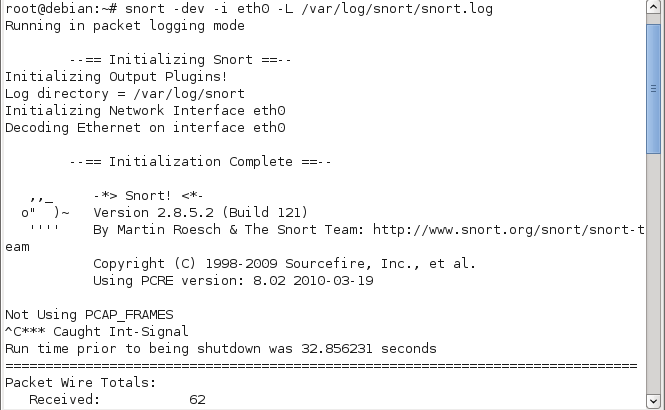 root@debian:~# snort -dev -i eth0 -L /var/log/snort/snort.log
Running in packet logging mode
--== Initializing Snort ==--
Initializing Output Plugins!
Log directory = /var/log/snort
Initializing Network Interface eth0
Decoding Ethernet on interface eth0
--== Initialization Complete ==--
,,_     -*> Snort! <*-
o"  )~   Version 2.8.5.2 (Build 121)
''''    By Martin Roesch & The Snort Team: http://www.snort.org/snort/snort-t
eam
Copyright (C) 1998-2009 Sourcefire, Inc., et al.
Using PCRE version: 8.02 2010-03-19
Not Using PCAP_FRAMES
^C*** Caught Int-Signal
Run time prior to being shutdown was 32.856231 seconds
===============================================================================
Packet Wire Totals:
Received:           62